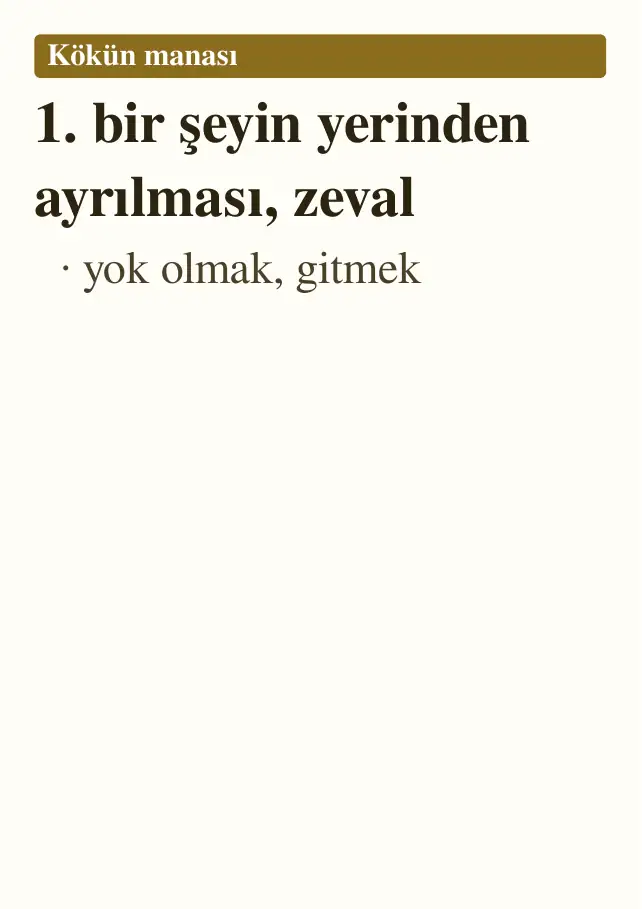 Kökün manası
1. bir şeyin yerinden
ayrılması, zeval
· yok olmak, gitmek